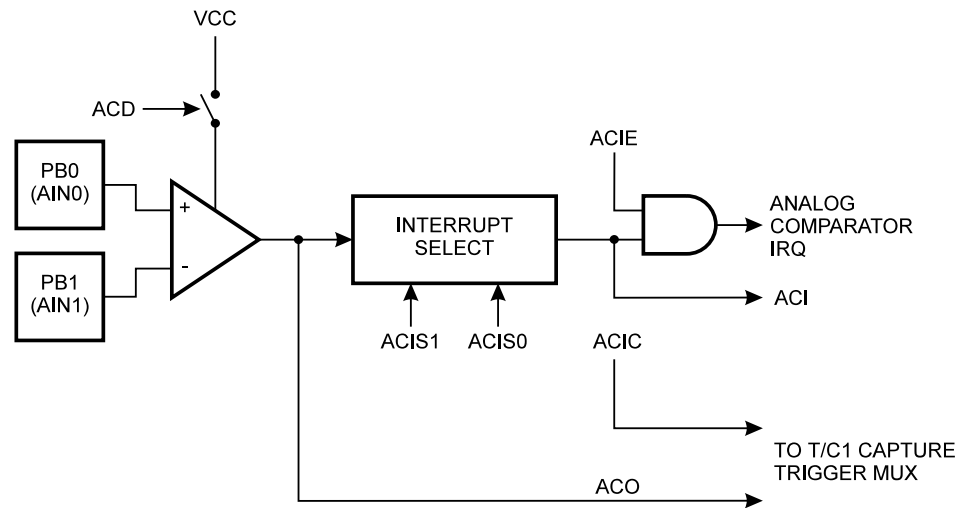 VCC
ACD
PB0
(AIN0)
+
PB1
(AIN1)
-
INTERRUPT
SELECT
ACIS1
ACIS0
ACIE
ANALOG
COMPARATOR
IRQ
ACI
ACIC
TO T/C1 CAPTURE
TRIGGER MUX
ACO